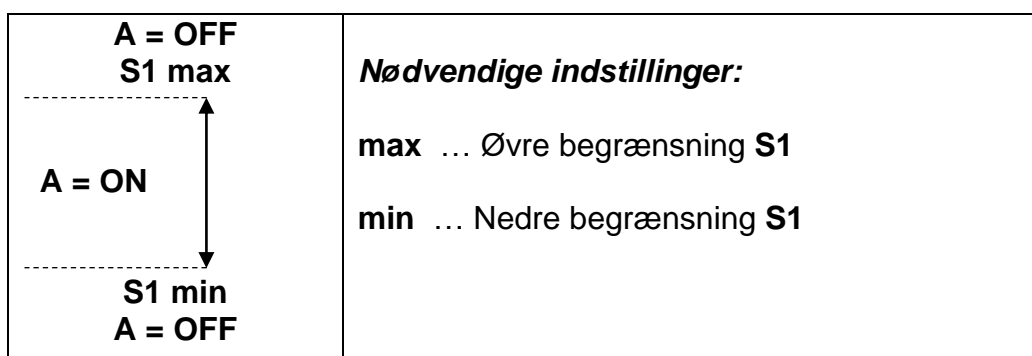 A = OFF
S1 max
A = ON
S1 min
A = OFF
Nødvendige indstillinger:
max … Øvre begrænsning S1
min … Nedre begrænsning S1